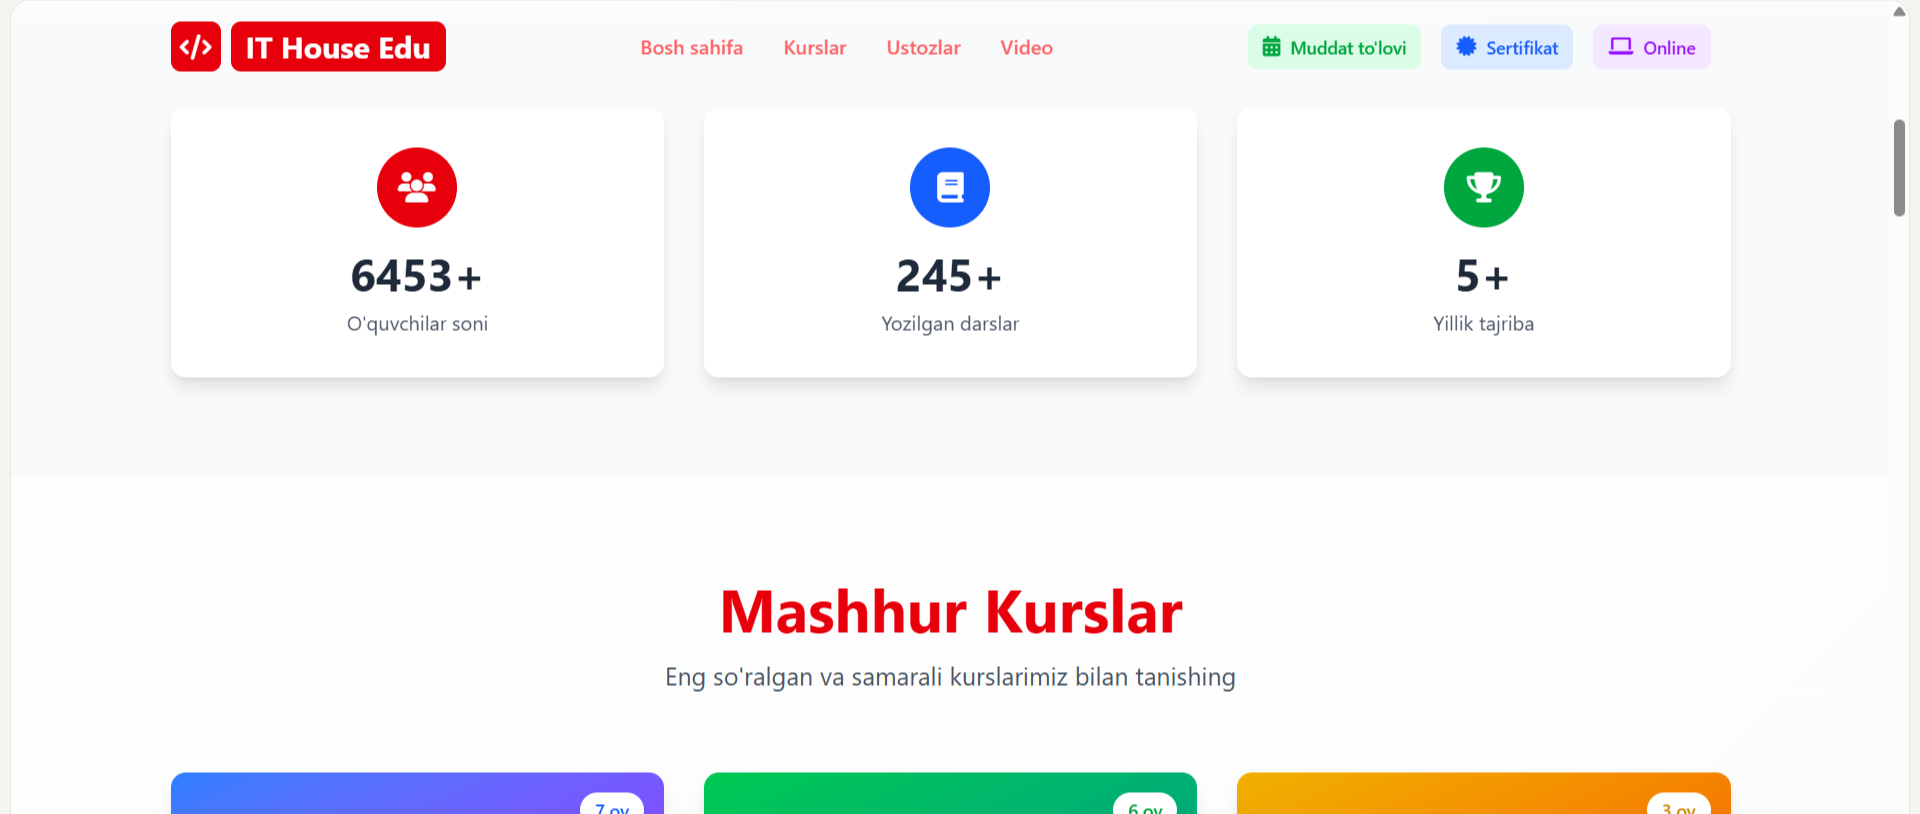 </> IT House Edu
Bosh sahifa Kurslar Ustozlar Video
Muddat to'lovi Sertifikat Online
6453+
O'quvchilar soni
245+
Yozilgan darslar
5+
Yillik tajriba
Mashhur Kurslar
Eng so'ralgan va samarali kurslarimiz bilan tanishing
7 oy
6 oy
3 oy